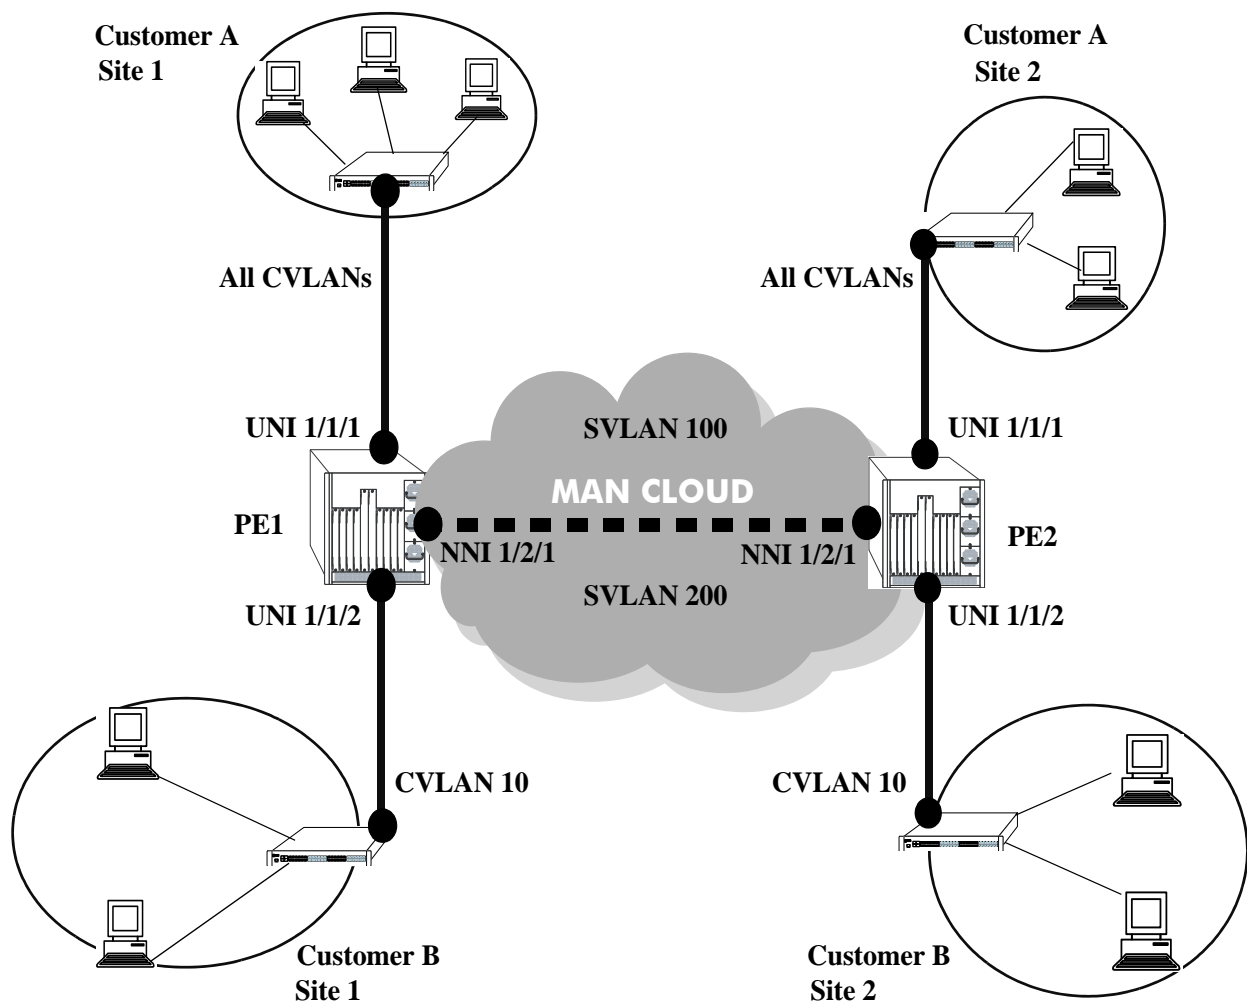 Customer A
Site 1
Customer A
Site 2
All CVLANs
All CVLANs
UNI 1/1/1
SVLAN 100
UNI 1/1/1
MAN CLOUD
PE1
NNI 1/2/1
NNI 1/2/1
PE2
UNI 1/1/2
SVLAN 200
UNI 1/1/2
CVLAN 10
CVLAN 10
Customer B
Site 1
Customer B
Site 2